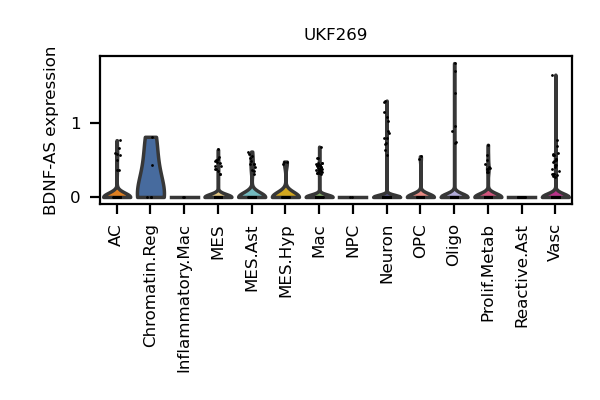 UKF269
BDNF-AS expression
1
0
AC
Chromatin.Reg
Inflammatory.Mac
MES
MES.Ast
MES.Hyp
Mac
NPC
Neuron
OPC
Oligo
Prolif.Metab
Reactive.Ast
Vasc